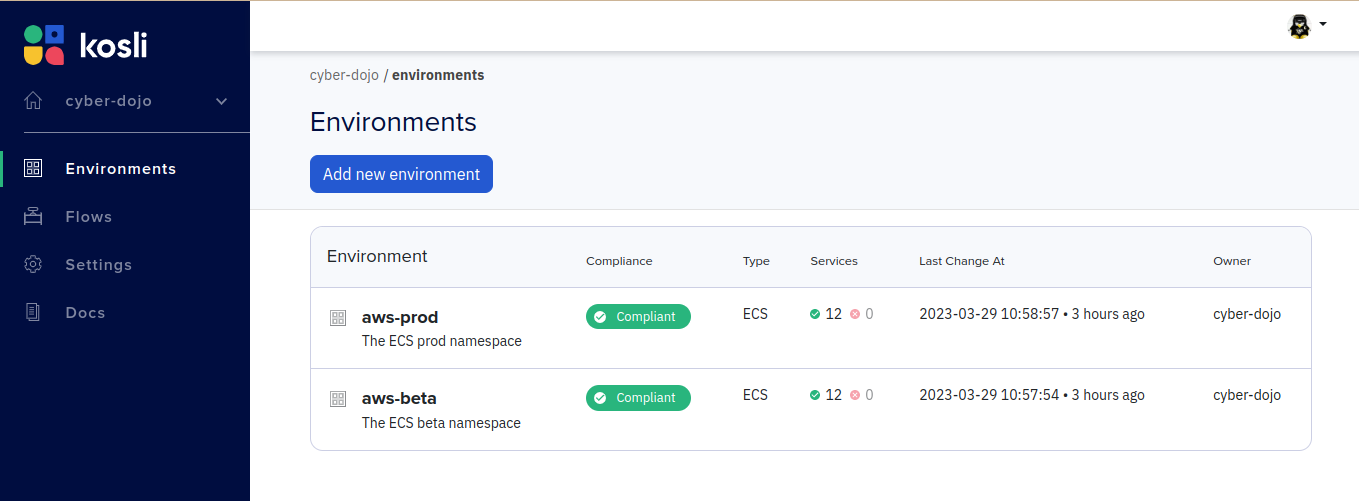 kosli
cyber-dojo
Environments
Flows
Settings
Docs
cyber-dojo / environments
Environments
Add new environment
Environment Compliance Type Services Last Change At Owner
aws-prod Compliant ECS 12 0 2023-03-29 10:58:57 • 3 hours ago cyber-dojo
The ECS prod namespace
aws-beta Compliant ECS 12 0 2023-03-29 10:57:54 • 3 hours ago cyber-dojo
The ECS beta namespace